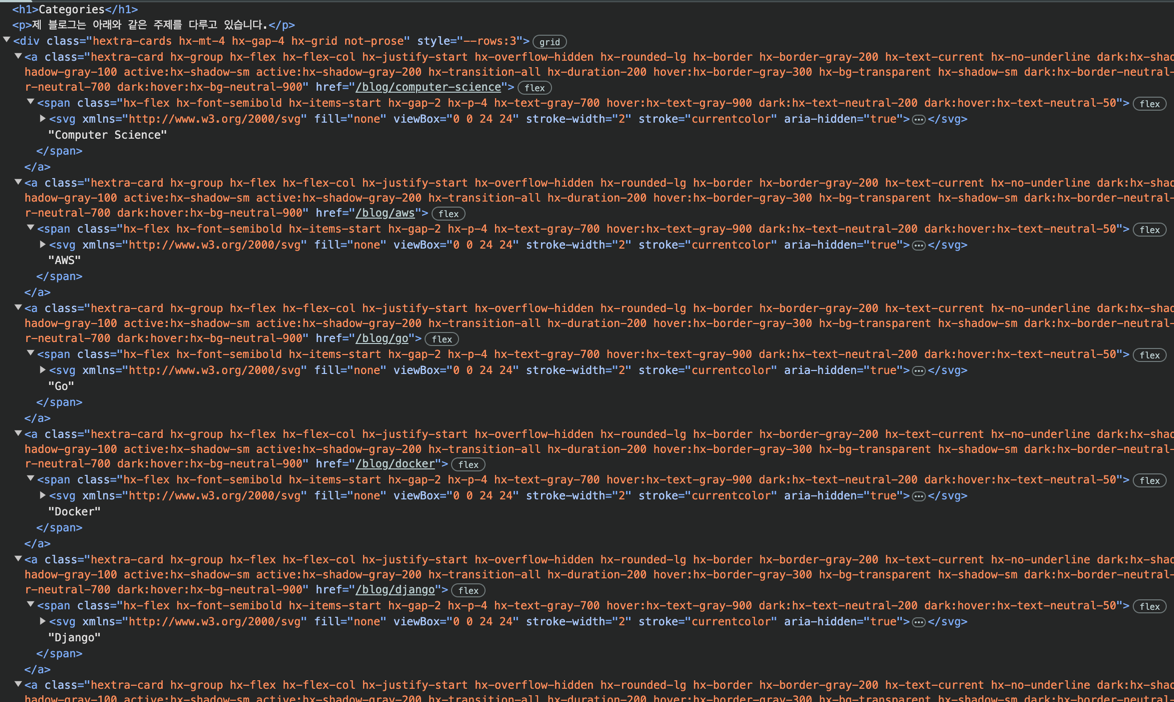 <h1>Categories</h1>
<p>제 블로그는 아래와 같은 주제를 다루고 있습니다.</p>
<div class="hextra-cards hx-mt-4 hx-gap-4 hx-grid not-prose" style="--rows:3"> grid
<a class="hextra-card hx-group hx-flex hx-flex-col hx-justify-start hx-overflow-hidden hx-rounded-lg hx-border hx-border-gray-200 hx-text-current hx-no-underline dark:hx-shad
hadow-gray-100 active:hx-shadow-sm active:hx-shadow-gray-200 hx-transition-all hx-duration-200 hover:hx-border-gray-300 hx-bg-transparent hx-shadow-sm dark:hx-border-neutral-
r-neutral-700 dark:hover:hx-bg-neutral-900" href="/blog/computer-science"> flex
<span class="hx-flex hx-font-semibold hx-items-start hx-gap-2 hx-p-4 hx-text-gray-700 hover:hx-text-gray-900 dark:hx-text-neutral-200 dark:hover:hx-text-neutral-50"> flex
<svg xmlns="http://www.w3.org/2000/svg" fill="none" viewBox="0 0 24 24" stroke-width="2" stroke="currentcolor" aria-hidden="true">⋯</svg>
"Computer Science"
</span>
</a>
<a class="hextra-card hx-group hx-flex hx-flex-col hx-justify-start hx-overflow-hidden hx-rounded-lg hx-border hx-border-gray-200 hx-text-current hx-no-underline dark:hx-shad
hadow-gray-100 active:hx-shadow-sm active:hx-shadow-gray-200 hx-transition-all hx-duration-200 hover:hx-border-gray-300 hx-bg-transparent hx-shadow-sm dark:hx-border-neutral-
r-neutral-700 dark:hover:hx-bg-neutral-900" href="/blog/aws"> flex
<span class="hx-flex hx-font-semibold hx-items-start hx-gap-2 hx-p-4 hx-text-gray-700 hover:hx-text-gray-900 dark:hx-text-neutral-200 dark:hover:hx-text-neutral-50"> flex
<svg xmlns="http://www.w3.org/2000/svg" fill="none" viewBox="0 0 24 24" stroke-width="2" stroke="currentcolor" aria-hidden="true">⋯</svg>
"AWS"
</span>
</a>
<a class="hextra-card hx-group hx-flex hx-flex-col hx-justify-start hx-overflow-hidden hx-rounded-lg hx-border hx-border-gray-200 hx-text-current hx-no-underline dark:hx-shad
hadow-gray-100 active:hx-shadow-sm active:hx-shadow-gray-200 hx-transition-all hx-duration-200 hover:hx-border-gray-300 hx-bg-transparent hx-shadow-sm dark:hx-border-neutral-
r-neutral-700 dark:hover:hx-bg-neutral-900" href="/blog/go"> flex
<span class="hx-flex hx-font-semibold hx-items-start hx-gap-2 hx-p-4 hx-text-gray-700 hover:hx-text-gray-900 dark:hx-text-neutral-200 dark:hover:hx-text-neutral-50"> flex
<svg xmlns="http://www.w3.org/2000/svg" fill="none" viewBox="0 0 24 24" stroke-width="2" stroke="currentcolor" aria-hidden="true">⋯</svg>
"Go"
</span>
</a>
<a class="hextra-card hx-group hx-flex hx-flex-col hx-justify-start hx-overflow-hidden hx-rounded-lg hx-border hx-border-gray-200 hx-text-current hx-no-underline dark:hx-shad
hadow-gray-100 active:hx-shadow-sm active:hx-shadow-gray-200 hx-transition-all hx-duration-200 hover:hx-border-gray-300 hx-bg-transparent hx-shadow-sm dark:hx-border-neutral-
r-neutral-700 dark:hover:hx-bg-neutral-900" href="/blog/docker"> flex
<span class="hx-flex hx-font-semibold hx-items-start hx-gap-2 hx-p-4 hx-text-gray-700 hover:hx-text-gray-900 dark:hx-text-neutral-200 dark:hover:hx-text-neutral-50"> flex
<svg xmlns="http://www.w3.org/2000/svg" fill="none" viewBox="0 0 24 24" stroke-width="2" stroke="currentcolor" aria-hidden="true">⋯</svg>
"Docker"
</span>
</a>
<a class="hextra-card hx-group hx-flex hx-flex-col hx-justify-start hx-overflow-hidden hx-rounded-lg hx-border hx-border-gray-200 hx-text-current hx-no-underline dark:hx-shad
hadow-gray-100 active:hx-shadow-sm active:hx-shadow-gray-200 hx-transition-all hx-duration-200 hover:hx-border-gray-300 hx-bg-transparent hx-shadow-sm dark:hx-border-neutral-
r-neutral-700 dark:hover:hx-bg-neutral-900" href="/blog/django"> flex
<span class="hx-flex hx-font-semibold hx-items-start hx-gap-2 hx-p-4 hx-text-gray-700 hover:hx-text-gray-900 dark:hx-text-neutral-200 dark:hover:hx-text-neutral-50"> flex
<svg xmlns="http://www.w3.org/2000/svg" fill="none" viewBox="0 0 24 24" stroke-width="2" stroke="currentcolor" aria-hidden="true">⋯</svg>
"Django"
</span>
</a>
<a class="hextra-card hx-group hx-flex hx-flex-col hx-justify-start hx-overflow-hidden hx-rounded-lg hx-border hx-border-gray-200 hx-text-current hx-no-underline dark:hx-shad
hadow-gray-100 active:hx-shadow-sm active:hx-shadow-gray-200 hx-transition-all hx-duration-200 hover:hx-border-gray-300 hx-bg-transparent hx-shadow-sm dark:hx-border-neutral-